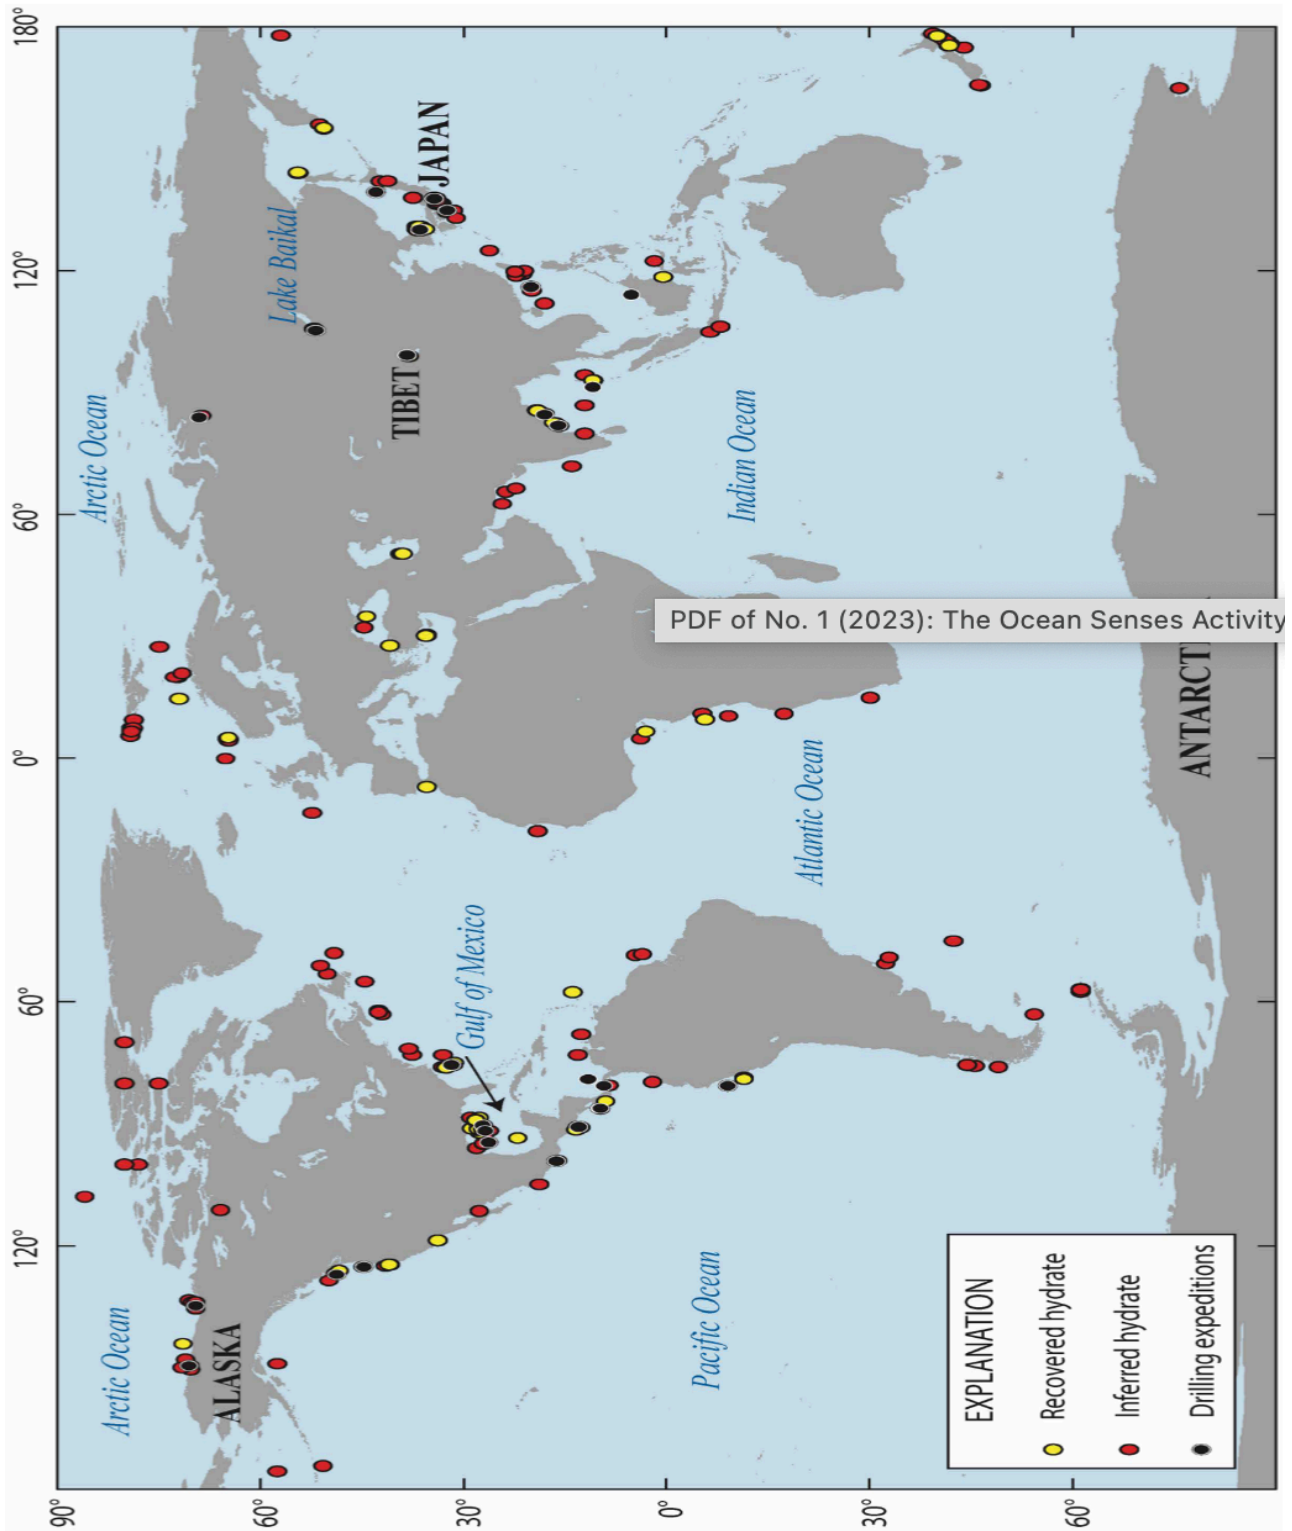 180°
120°
60°
0°
60°
120°
90°
60°
30°
0°
30°
60°
Arctic Ocean
Lake Baikal
JAPAN
TIBET
Indian Ocean
PDF of No. 1 (2023): The Ocean Senses Activity
Atlantic Ocean
Gulf of Mexico
Arctic Ocean
ALASKA
Pacific Ocean
EXPLANATION
Recovered hydrate
Inferred hydrate
Drilling expeditions